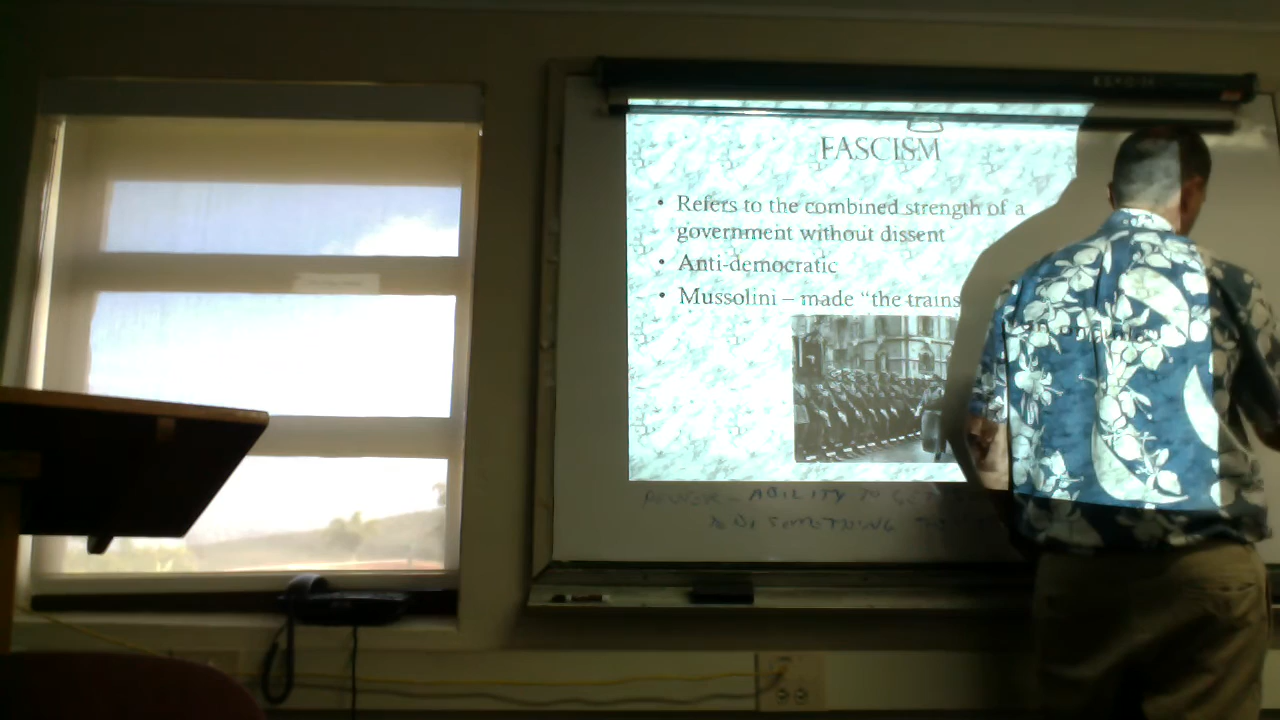 FASCISM
• Refers to the combined strength of a
government without dissent
• Anti-democratic
• Mussolini – made “the trains
POWER – ABILITY TO GET
TO DO SOMETHING